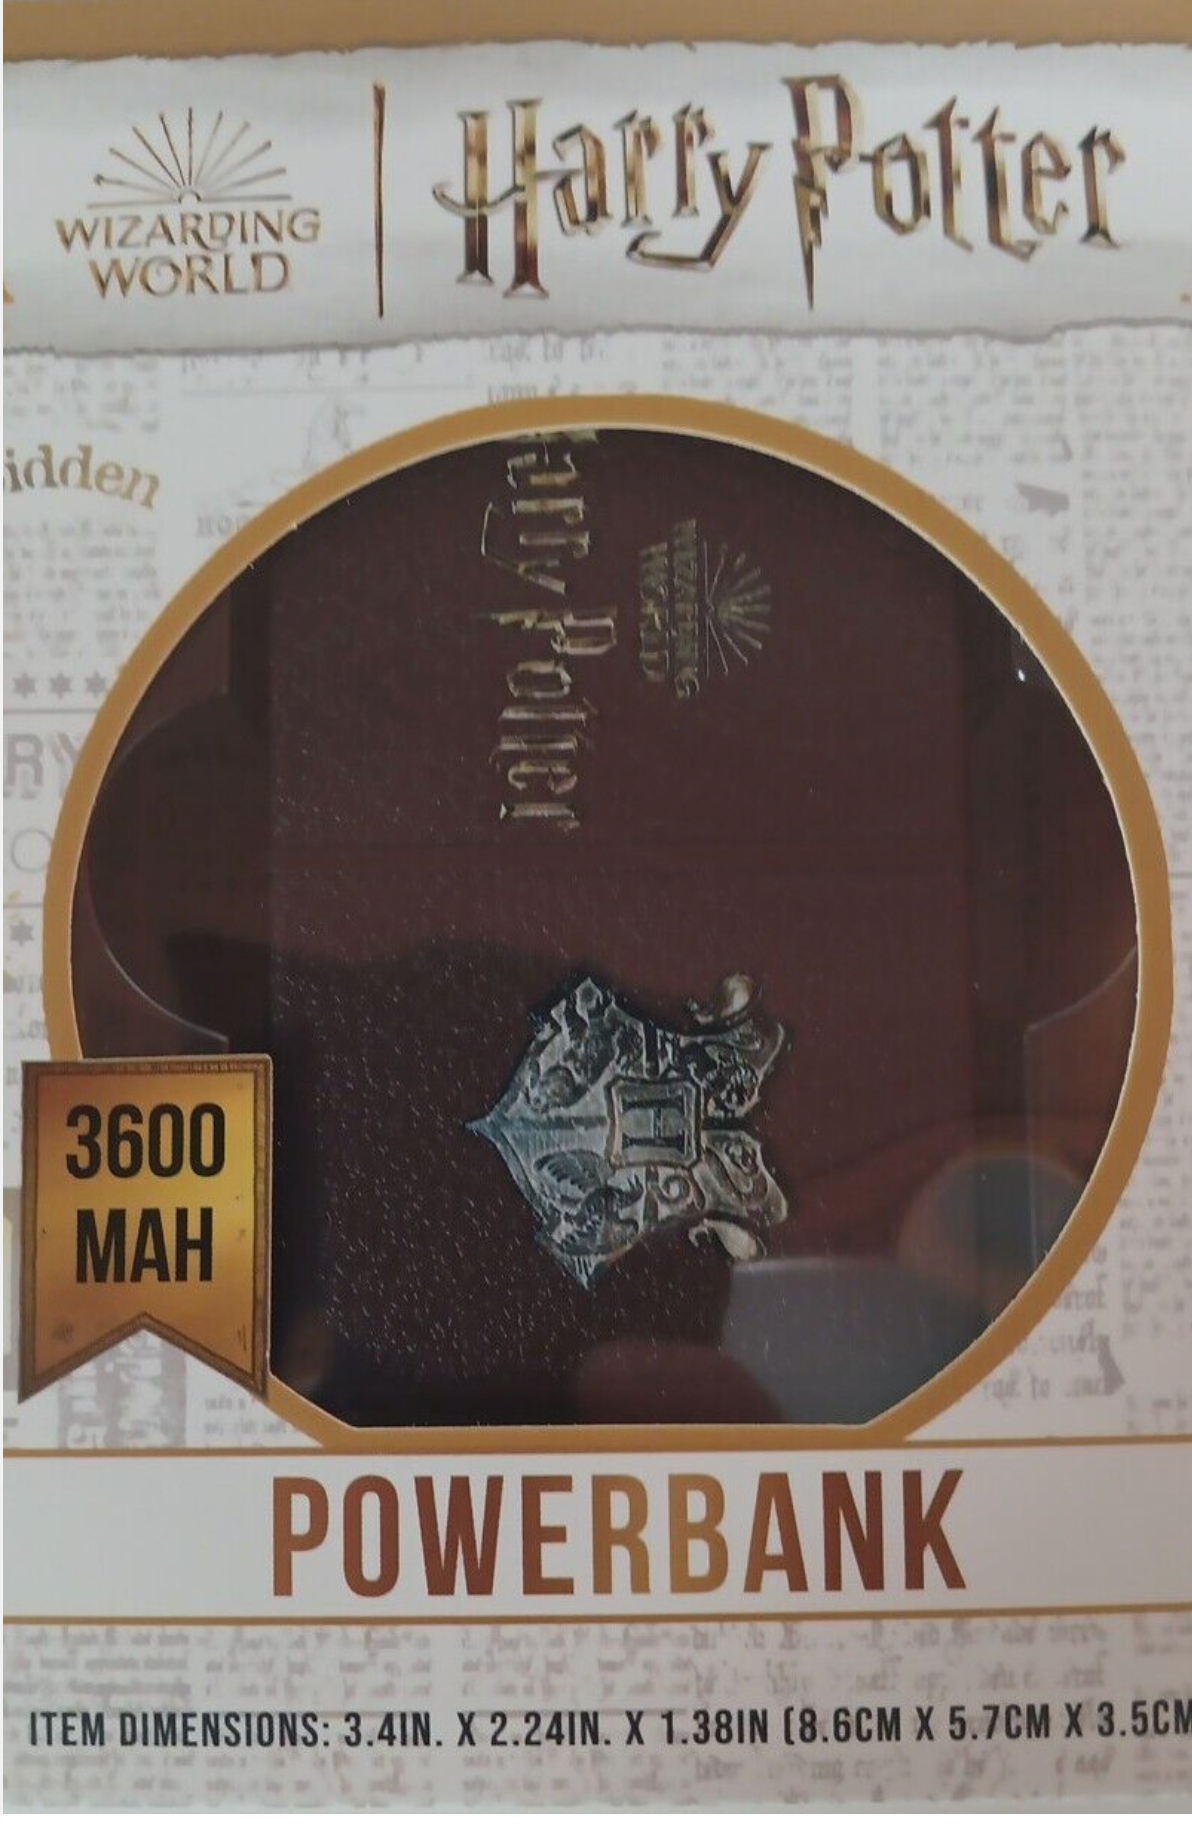 WIZARDING
WORLD
Harry Potter
idden
Harry Potter
WIZARDING
WORLD
RY
H
3600
MAH
POWERBANK
ITEM DIMENSIONS: 3.4IN. X 2.24IN. X 1.38IN (8.6CM X 5.7CM X 3.5CM